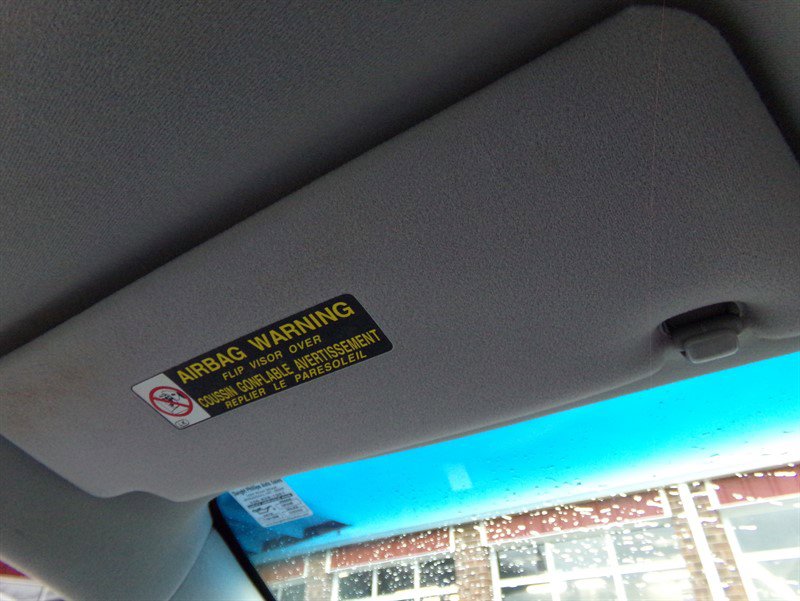 AIRBAG WARNING
FLIP VISOR OVER
COUSSIN GONFLABLE AVERTISSEMENT
REPLIER LE PARESOLEIL